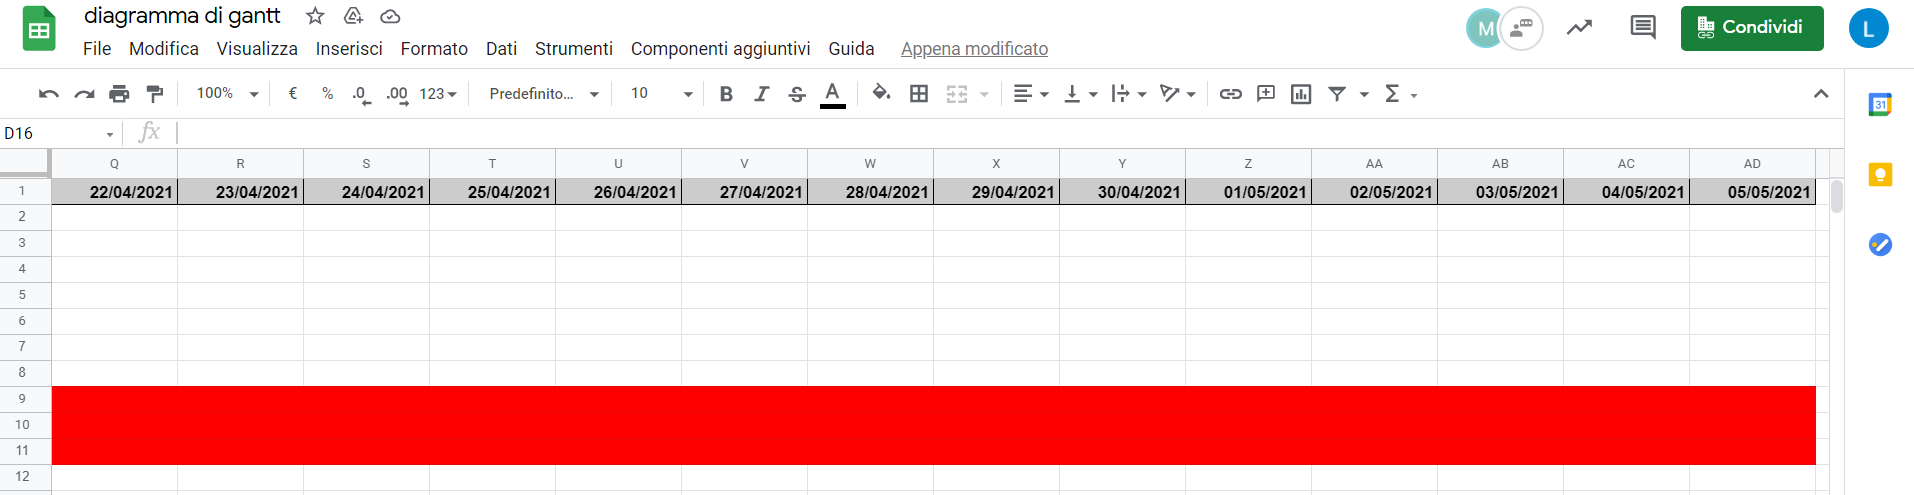 diagramma di gantt
File Modifica Visualizza Inserisci Formato Dati Strumenti Componenti aggiuntivi Guida Appena modificato
M Condividi L
100% € % .0 .00 123 Predefinito... 10 B I S A Σ 31
D16 fx
Q R S T U V W X Y Z AA AB AC AD
1 22/04/2021 23/04/2021 24/04/2021 25/04/2021 26/04/2021 27/04/2021 28/04/2021 29/04/2021 30/04/2021 01/05/2021 02/05/2021 03/05/2021 04/05/2021 05/05/2021
2
3
4
5
6
7
8
9
10
11
12